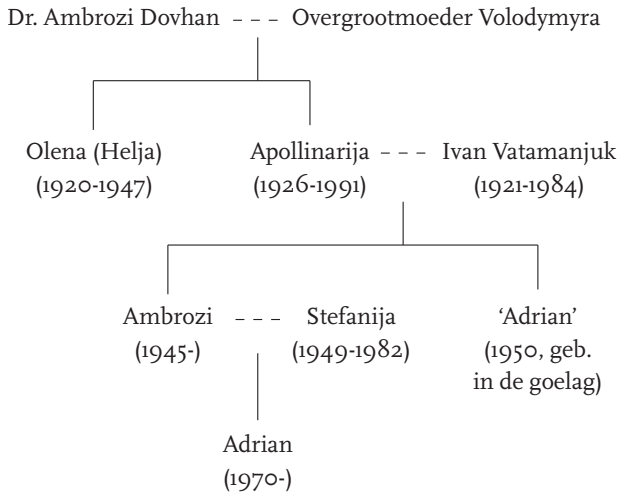 Dr. Ambrozi Dovhan – – – Overgrootmoeder Volodymyra
Olena (Helja) Apollinarija – – – Ivan Vatamanjuk
(1920-1947) (1926-1991) (1921-1984)
Ambrozi – – – Stefanija ‘Adrian’
(1945-) (1949-1982) (1950, geb.
in de goelag)
Adrian
(1970-)